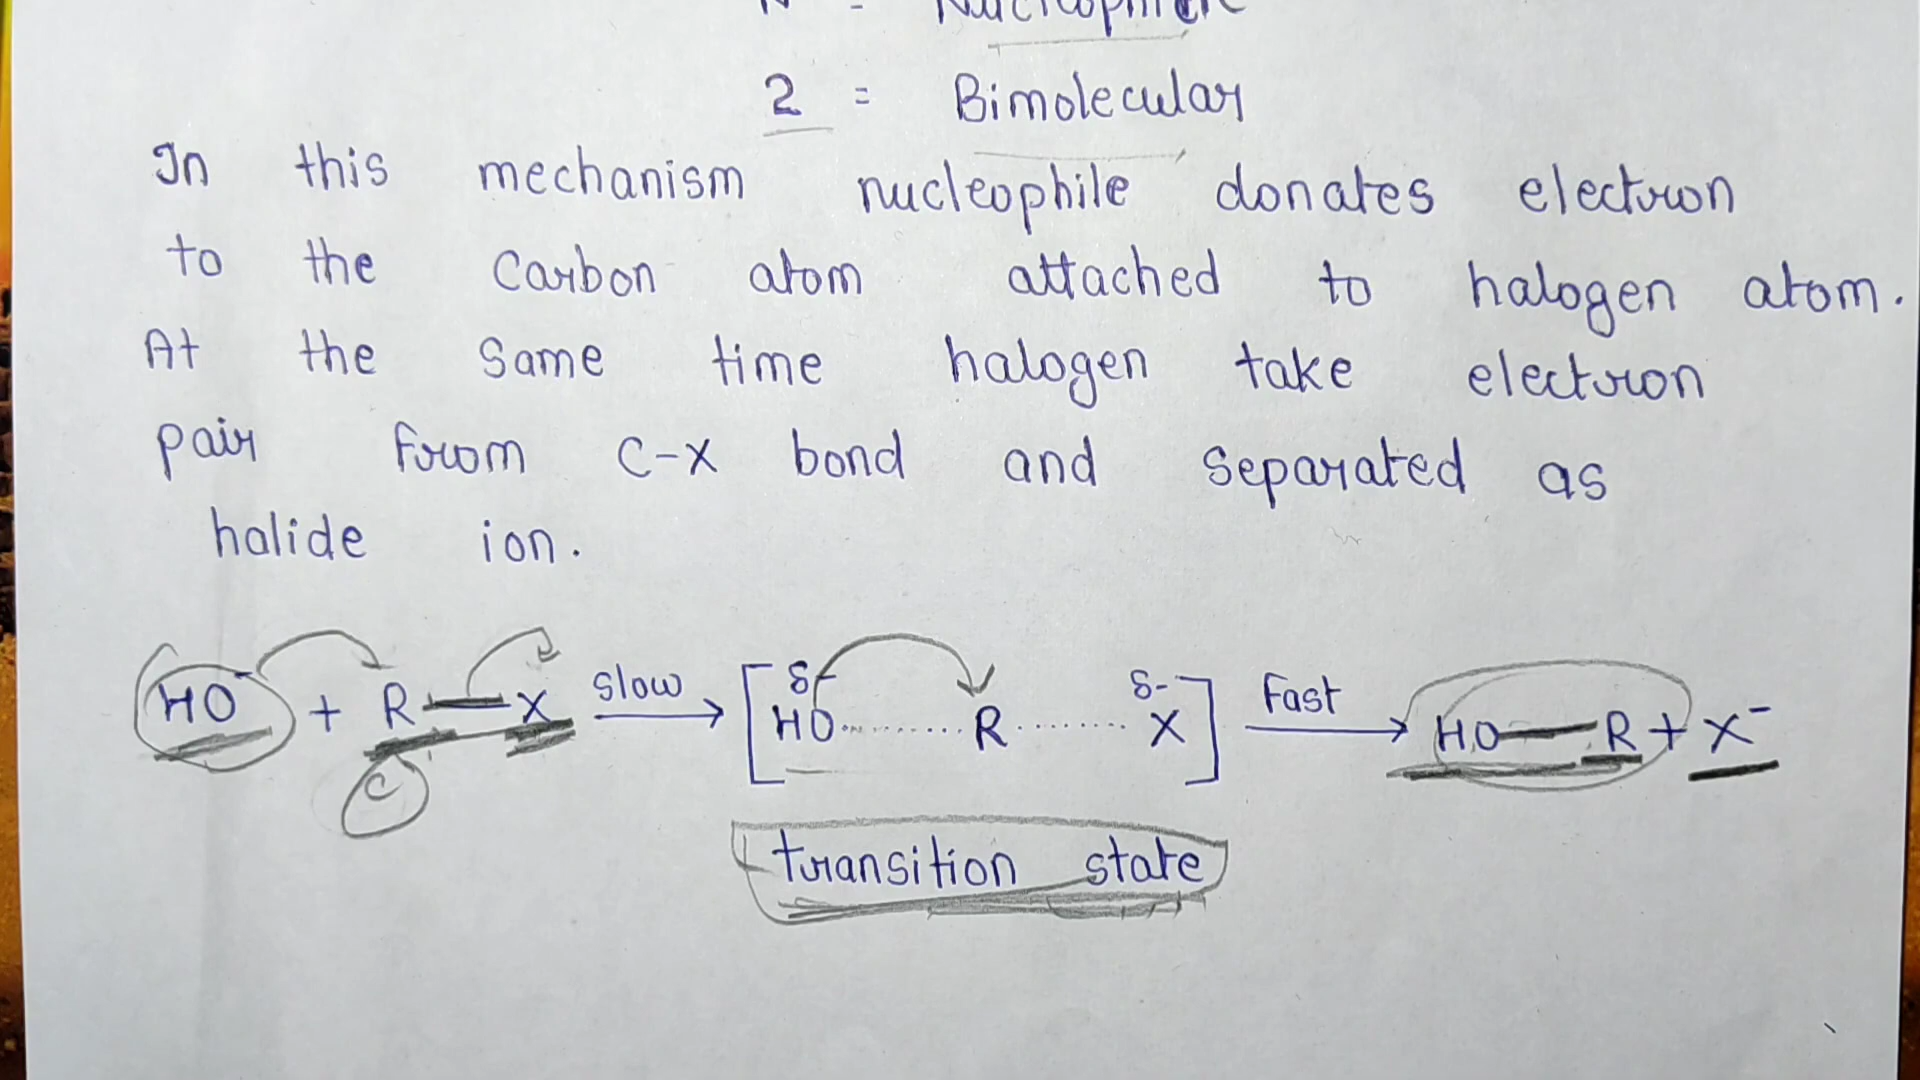 N = Nucleophilic
2 = Bimolecular
In this mechanism nucleophile donates electron
to the Carbon atom attached to halogen atom.
At the Same time halogen take electron
pair from C-X bond and Separated as
halide ion.
HO⁻ + R—X Slow → [δ- HO........R........X δ-] Fast → HO—R + X⁻
C
transition state